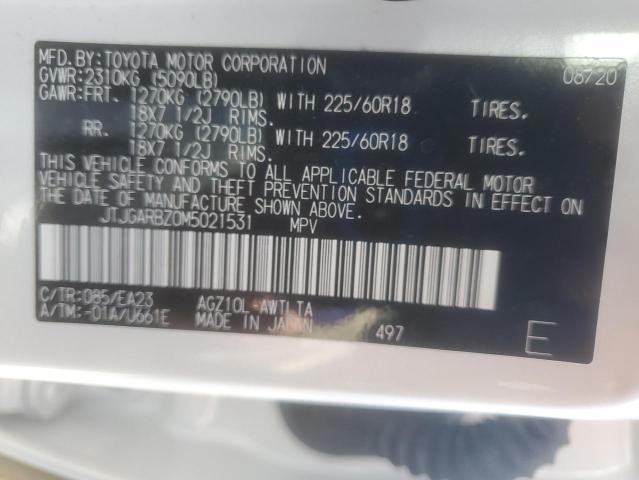 MFD.BY:TOYOTA MOTOR CORPORATION 08/20
GVWR:2310KG (5090LB)
GAWR:FRT. 1270KG (2790LB) WITH 225/60R18 TIRES.
18X7 1/2J RIMS.
RR. 1270KG (2790LB) WITH 225/60R18 TIRES.
18X7 1/2J RIMS.
THIS VEHICLE CONFORMS TO ALL APPLICABLE FEDERAL MOTOR
VEHICLE SAFETY AND THEFT PREVENTION STANDARDS IN EFFECT ON
THE DATE OF MANUFACTURE SHOWN ABOVE.
JTJGARBZ0M5021531 MPV
C/TR:085/EA23 AGZ10L-AWTLTA
A/TM:-01A/U661E MADE IN JAPAN 497 E